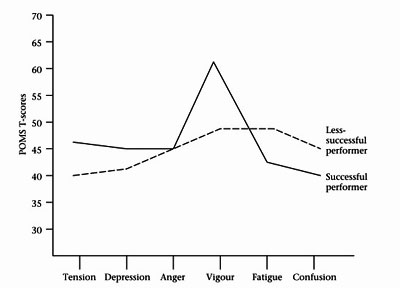 70
65
60
55
50
45
40
35
30
POMS T-scores
Less-
successful
performer
Successful
performer
Tension Depression Anger Vigour Fatigue Confusion